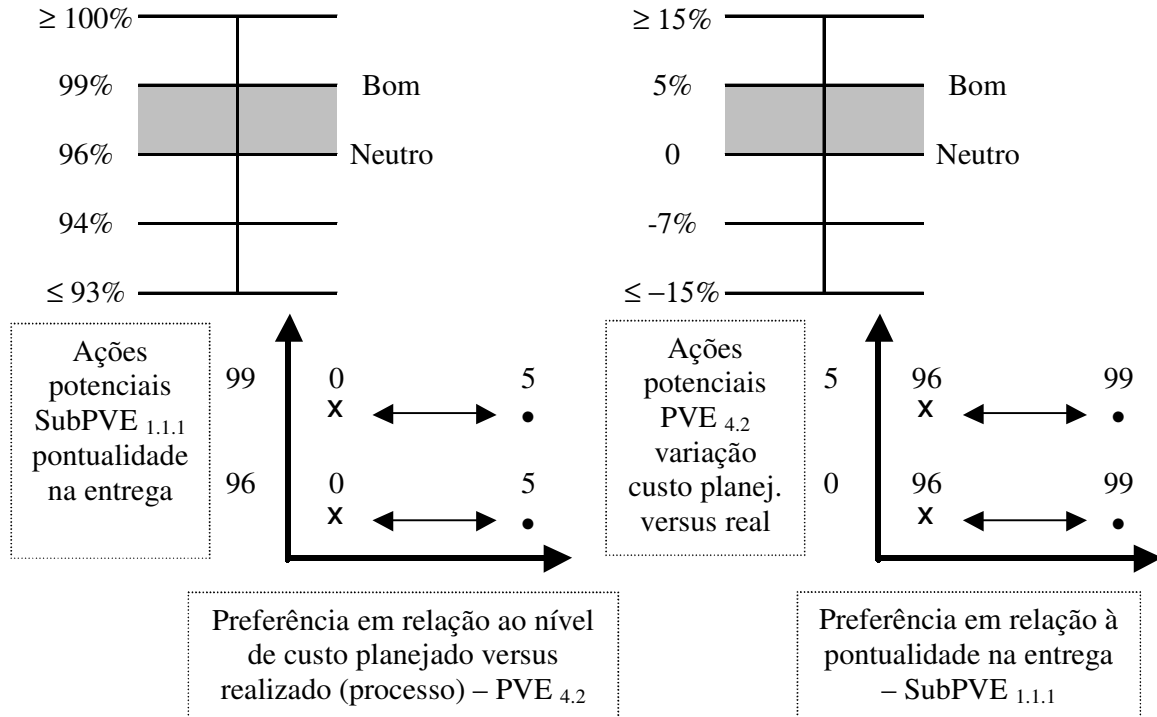 ≥ 100%
99% Bom
96% Neutro
94%
≤ 93%
≥ 15%
5% Bom
0 Neutro
-7%
≤ −15%
Ações
potenciais
SubPVE 1.1.1
pontualidade
na entrega
99 0 5
x
96 0 5
x
Preferência em relação ao nível
de custo planejado versus
realizado (processo) – PVE 4.2
Ações
potenciais
PVE 4.2
variação
custo planej.
versus real
5 96 99
x
0 96 99
x
Preferência em relação à
pontualidade na entrega
– SubPVE 1.1.1